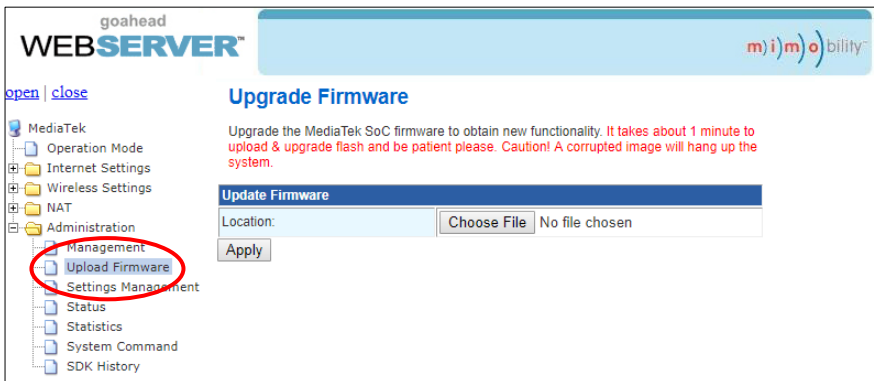 goahead
WEBSERVER™
m)i)m)o)bility™
open | close
MediaTek
Operation Mode
Internet Settings
Wireless Settings
NAT
Administration
Management
Upload Firmware
Settings Management
Status
Statistics
System Command
SDK History
Upgrade Firmware
Upgrade the MediaTek SoC firmware to obtain new functionality. It takes about 1 minute to
upload & upgrade flash and be patient please. Caution! A corrupted image will hang up the
system.
Update Firmware
Location: Choose File No file chosen
Apply